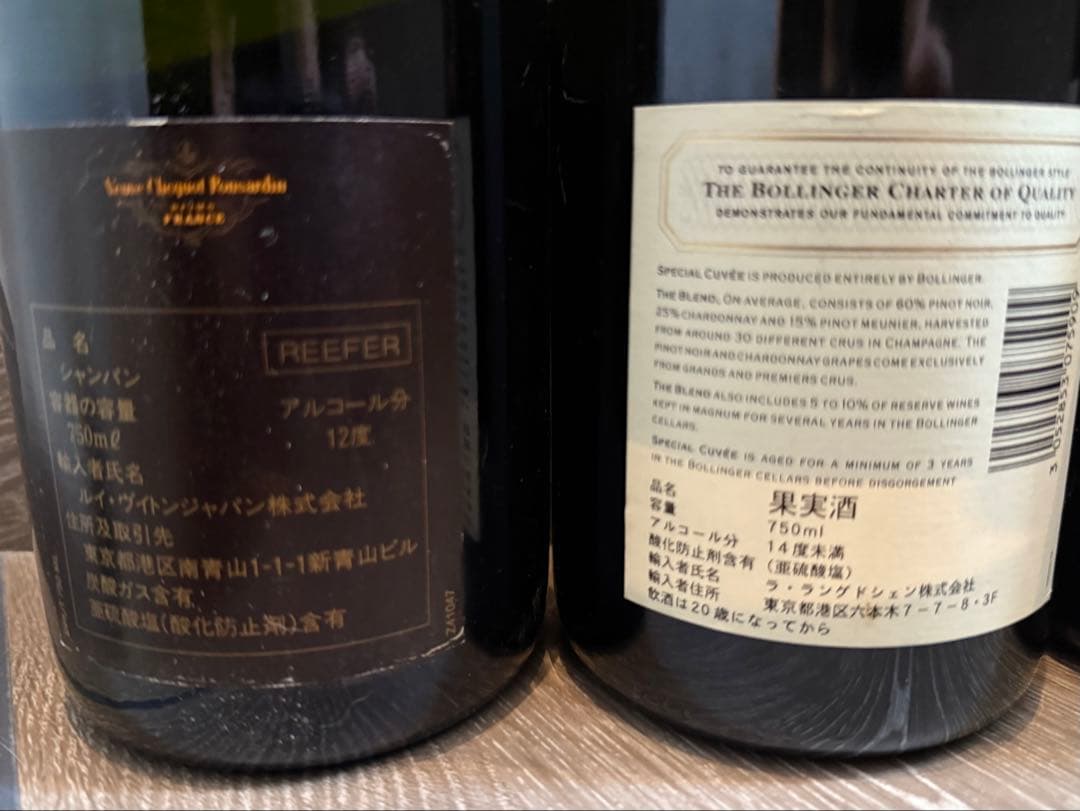 Veuve Clicquot Ponsardin
REIMS
FRANCE
品 名
REEFER
シャンパン
容器の容量
アルコール分
750mℓ
12度
輸入者氏名
ルイ・ヴィトンジャパン株式会社
住所及取引先
東京都港区南青山1-1-1新青山ビル
炭酸ガス含有
亜硫酸塩(酸化防止剤)含有
ZA1047
TO GUARANTEE THE CONTINUITY OF THE BOLLINGER STYLE
THE BOLLINGER CHARTER OF QUALITY
DEMONSTRATES OUR FUNDAMENTAL COMMITMENT TO QUALITY
SPECIAL CUVÉE IS PRODUCED ENTIRELY BY BOLLINGER.
THE BLEND, ON AVERAGE, CONSISTS OF 60% PINOT NOIR,
25% CHARDONNAY AND 15% PINOT MEUNIER, HARVESTED
FROM AROUND 30 DIFFERENT CRUS IN CHAMPAGNE. THE
PINOT NOIR AND CHARDONNAY GRAPES COME EXCLUSIVELY
FROM GRANDS AND PREMIERS CRUS.
THE BLEND ALSO INCLUDES 5 TO 10% OF RESERVE WINES
KEPT IN MAGNUM FOR SEVERAL YEARS IN THE BOLLINGER
CELLARS.
SPECIAL CUVÉE IS AGED FOR A MINIMUM OF 3 YEARS
IN THE BOLLINGER CELLARS BEFORE DISGORGEMENT
品名 果実酒
容量 750ml
アルコール分 14度未満
酸化防止剤含有 (亜硫酸塩)
輸入者氏名 ラ・ラングドシェン株式会社
輸入者住所 東京都港区六本木7-7-8・3F
飲酒は20歳になってから
3 052853 075909